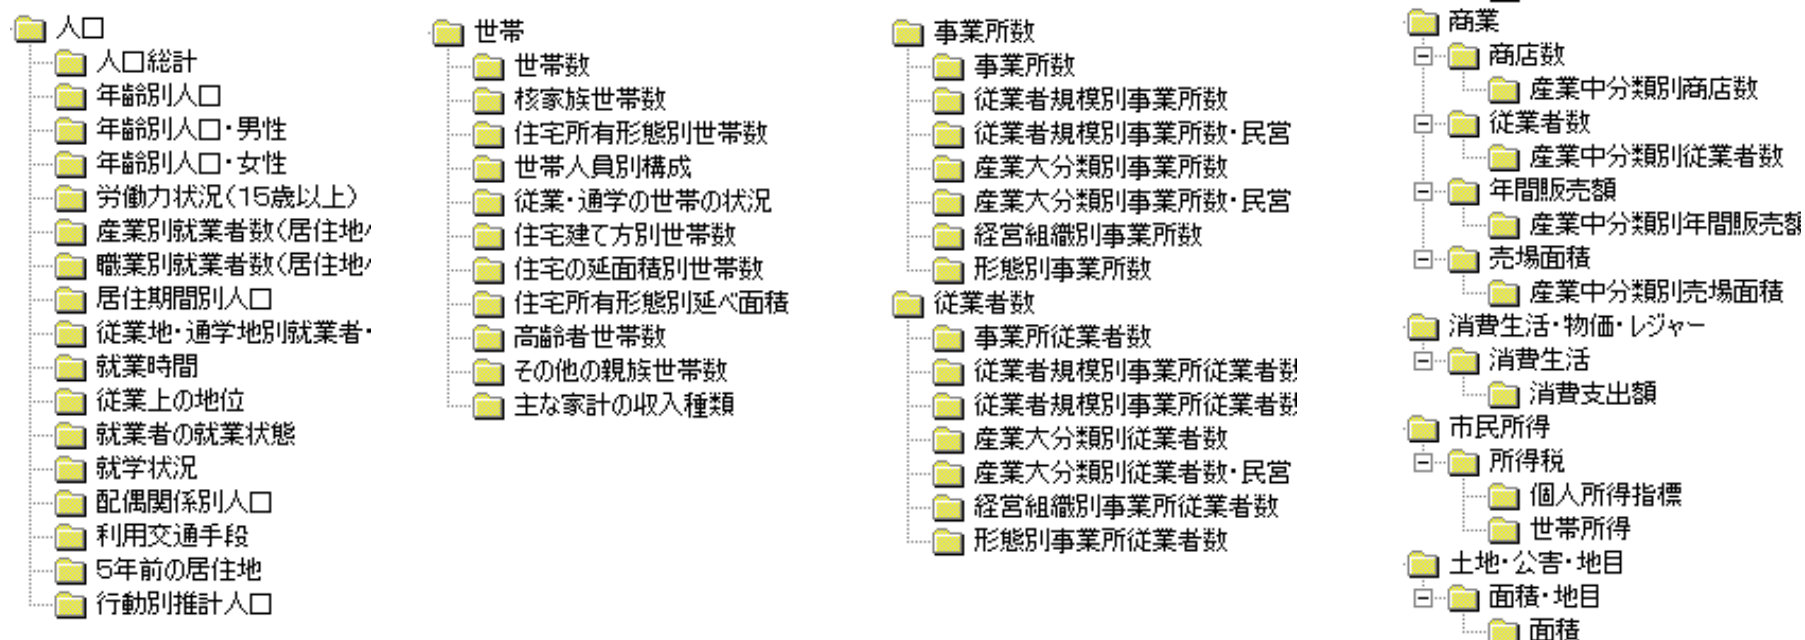 人口
人口総計
年齢別人口
年齢別人口・男性
年齢別人口・女性
労働力状況(15歳以上)
産業別就業者数(居住地
職業別就業者数(居住地
居住期間別人口
従業地・通学地別就業者・
就業時間
従業上の地位
就業者の就業状態
就学状況
配偶関係別人口
利用交通手段
5年前の居住地
行動別推計人口
世帯
世帯数
核家族世帯数
住宅所有形態別世帯数
世帯人員別構成
従業・通学の世帯の状況
住宅建て方別世帯数
住宅の延面積別世帯数
住宅所有形態別延べ面積
高齢者世帯数
その他の親族世帯数
主な家計の収入種類
事業所数
事業所数
従業者規模別事業所数
従業者規模別事業所数・民営
産業大分類別事業所数
産業大分類別事業所数・民営
経営組織別事業所数
形態別事業所数
従業者数
事業所従業者数
従業者規模別事業所従業者数
従業者規模別事業所従業者数
産業大分類別従業者数
産業大分類別従業者数・民営
経営組織別事業所従業者数
形態別事業所従業者数
商業
商店数
産業中分類別商店数
従業者数
産業中分類別従業者数
年間販売額
産業中分類別年間販売額
売場面積
産業中分類別売場面積
消費生活・物価・レジャー
消費生活
消費支出額
市民所得
所得税
個人所得指標
世帯所得
土地・公害・地目
面積・地目
面積